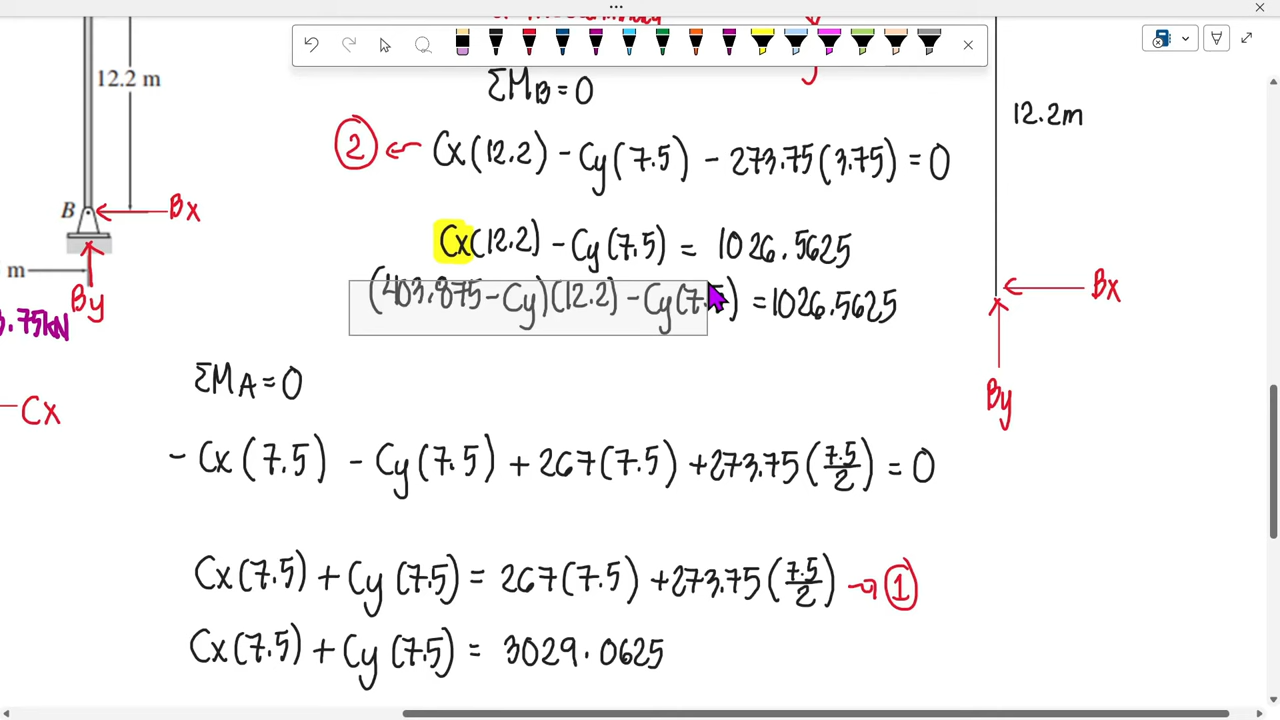 12.2 m
B
Bx
m
By
3.75kN
Cx
ΣMB=0
② ← Cx(12.2) - Cy(7.5) - 273.75(3.75) = 0
Cx(12.2) - Cy(7.5) = 1026.5625
(403.875 - Cy)(12.2) - Cy(7.5) = 1026.5625
ΣMA=0
- Cx(7.5) - Cy(7.5) + 267(7.5) + 273.75(7.5/2) = 0
Cx(7.5) + Cy(7.5) = 267(7.5) + 273.75(7.5/2) → ①
Cx(7.5) + Cy(7.5) = 3029.0625
12.2m
Bx
By